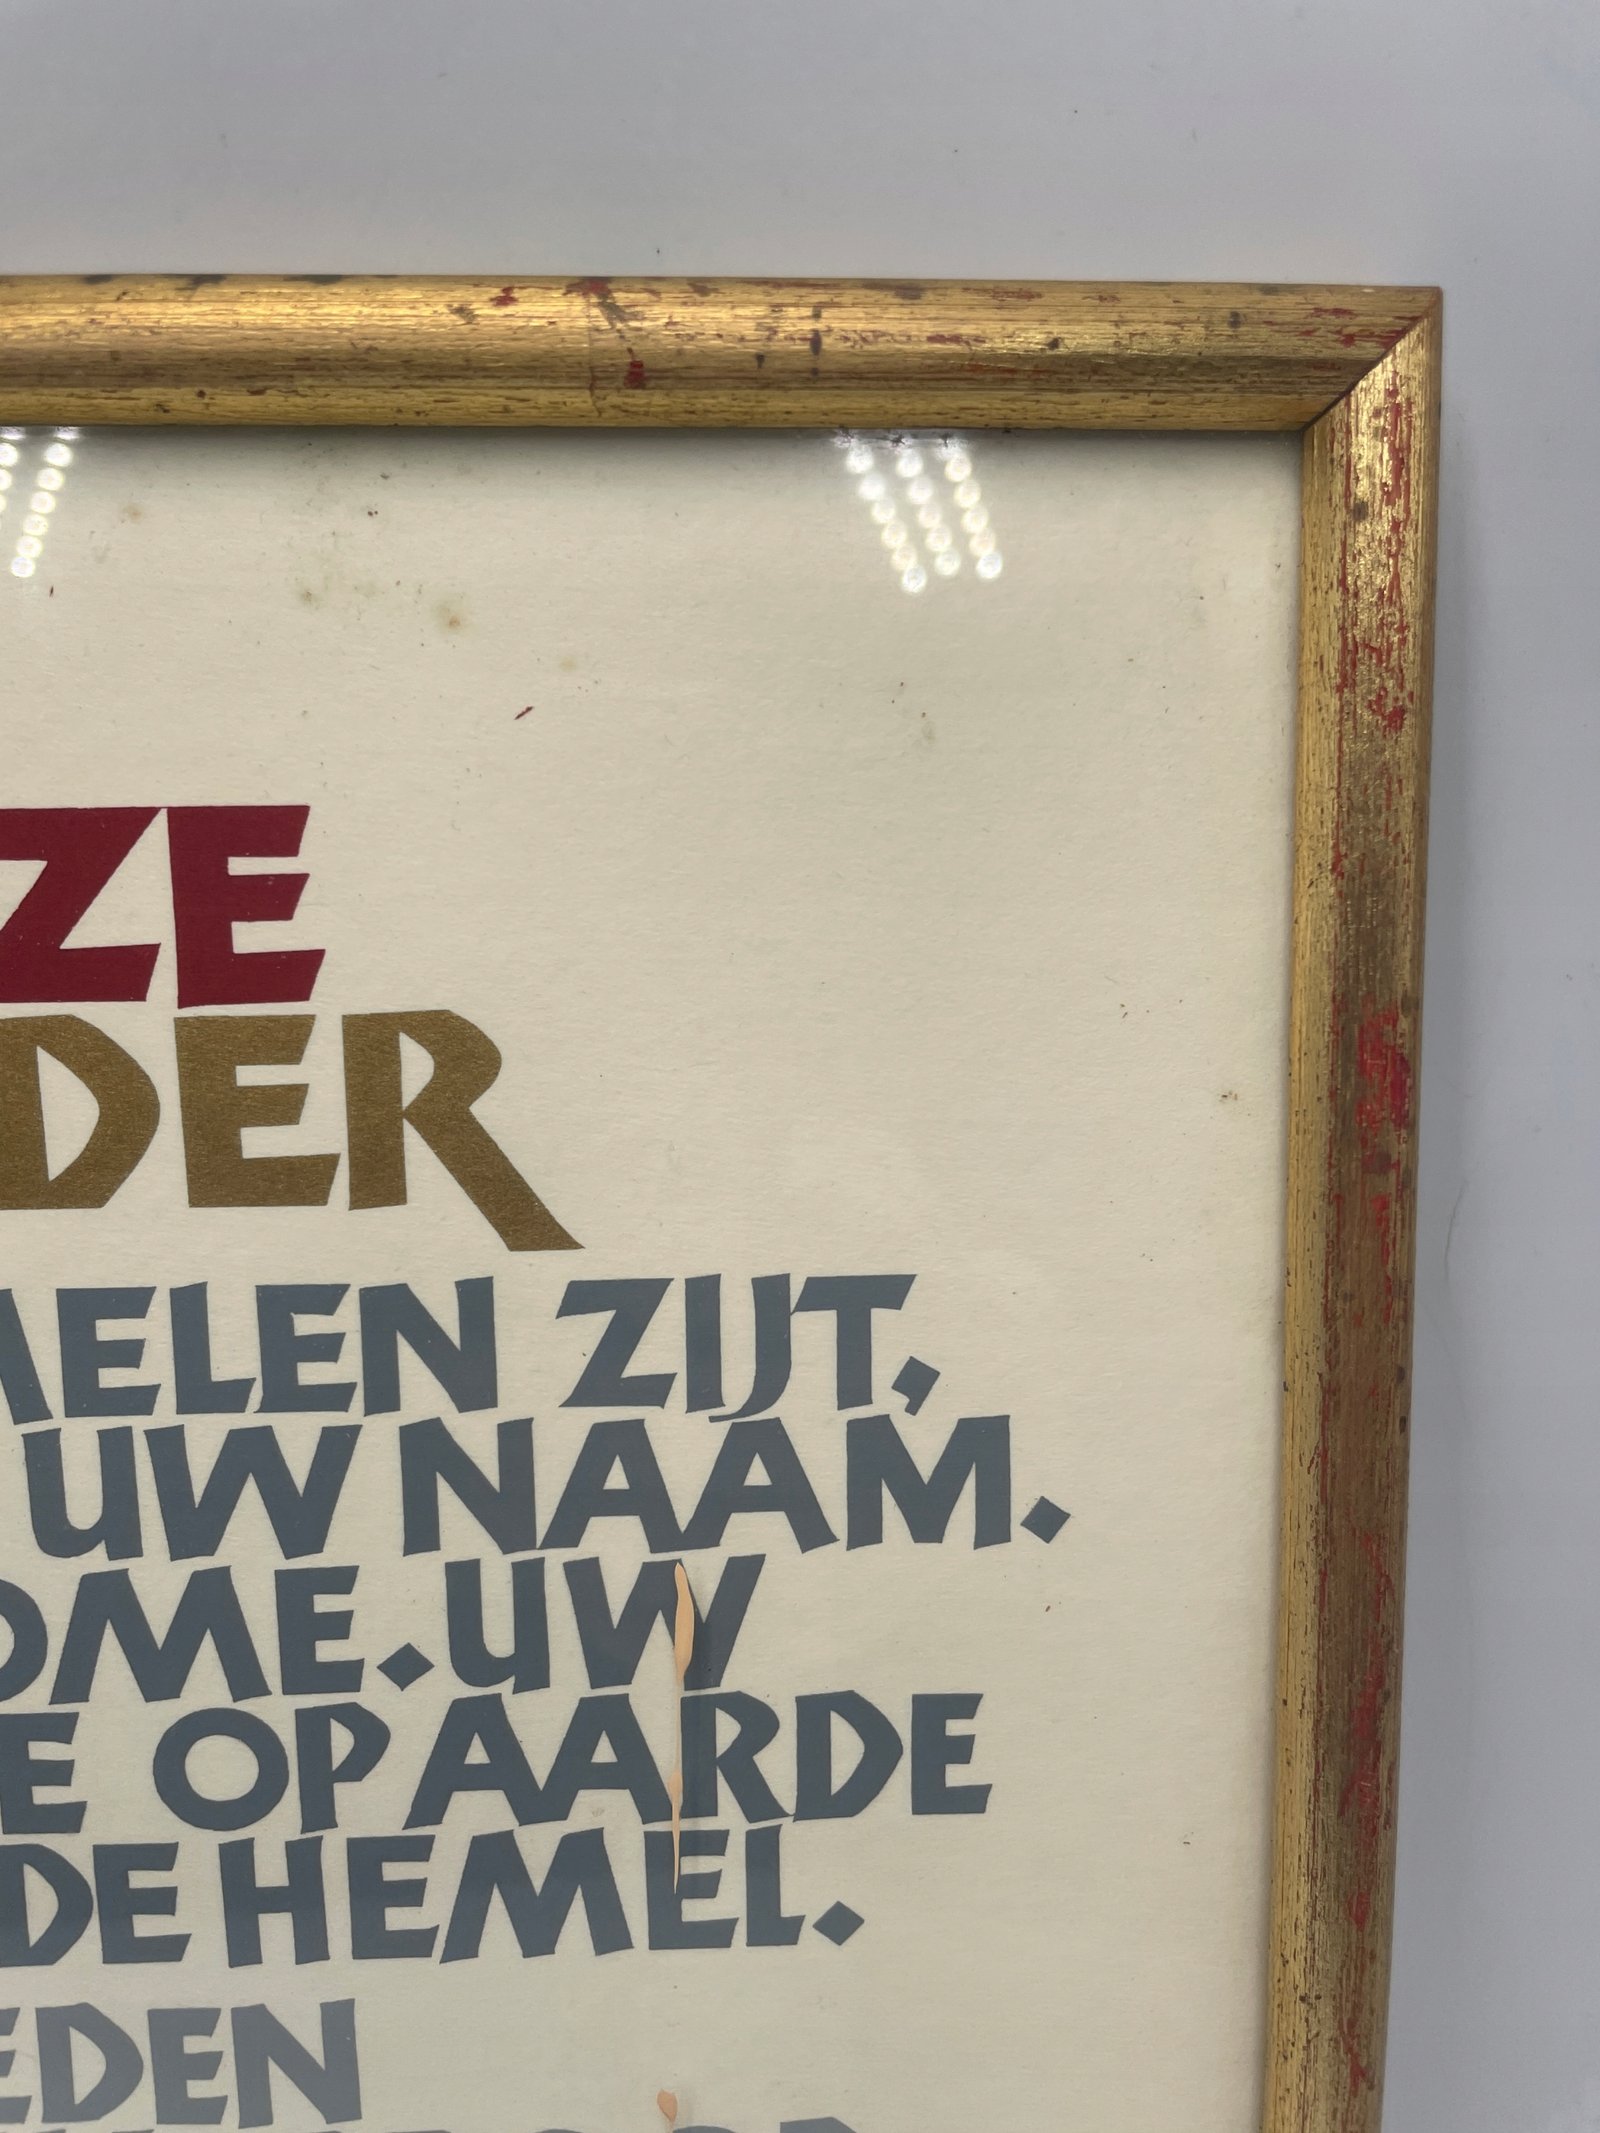 ZE
DER
MELEN ZIJT,
UW NAAM.
OME. UW
E OP AARDE
DE HEMEL.
EDEN